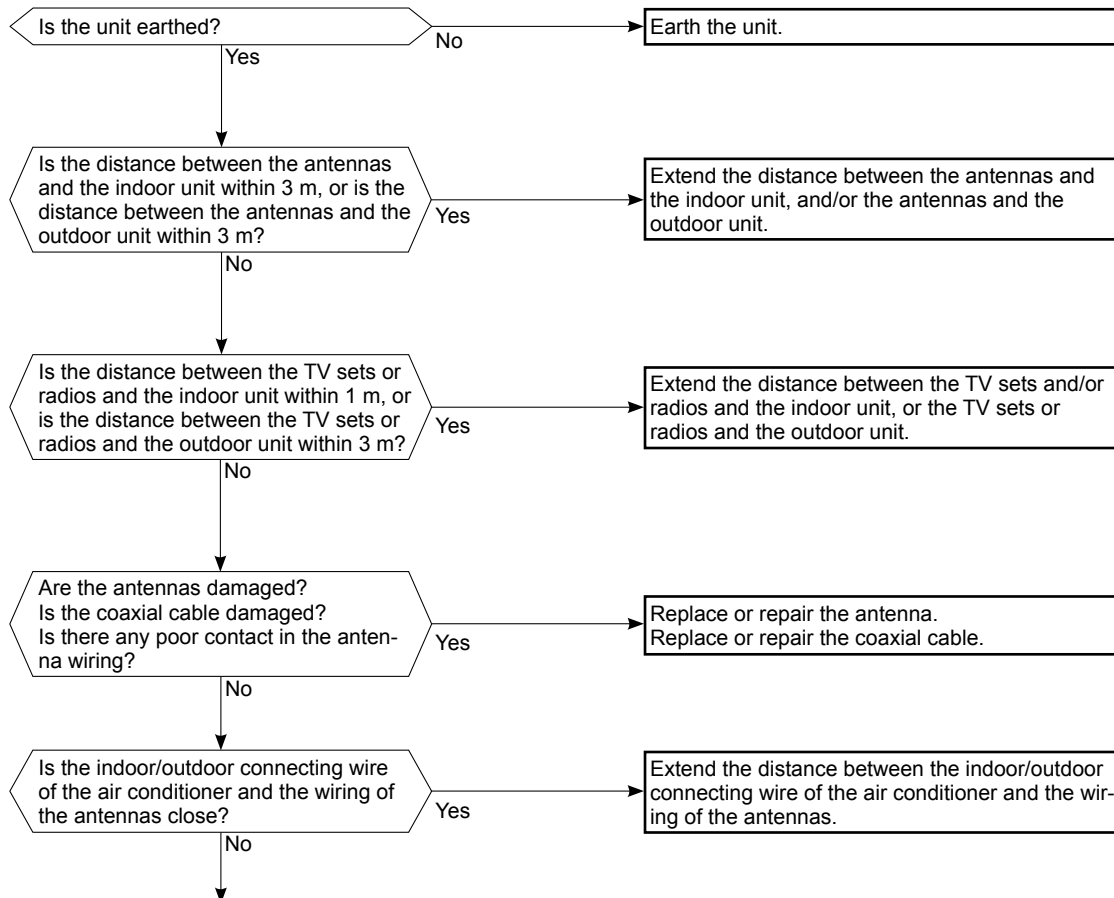 Is the unit earthed?
No
Earth the unit.
Yes
Is the distance between the antennas
and the indoor unit within 3 m, or is the
distance between the antennas and the
outdoor unit within 3 m?
Yes
Extend the distance between the antennas and
the indoor unit, and/or the antennas and the
outdoor unit.
No
Is the distance between the TV sets or
radios and the indoor unit within 1 m, or
is the distance between the TV sets or
radios and the outdoor unit within 3 m?
Yes
Extend the distance between the TV sets and/or
radios and the indoor unit, or the TV sets or
radios and the outdoor unit.
No
Are the antennas damaged?
Is the coaxial cable damaged?
Is there any poor contact in the anten-
na wiring?
Yes
Replace or repair the antenna.
Replace or repair the coaxial cable.
No
Is the indoor/outdoor connecting wire
of the air conditioner and the wiring of
the antennas close?
Yes
Extend the distance between the indoor/outdoor
connecting wire of the air conditioner and the wir-
ing of the antennas.
No